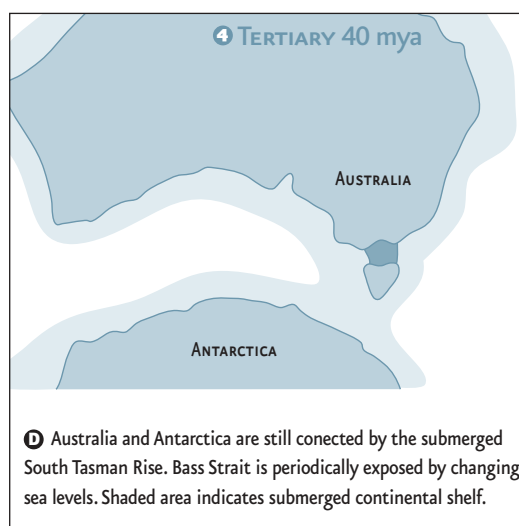 4 TERTIARY 40 mya
AUSTRALIA
ANTARCTICA
D Australia and Antarctica are still conected by the submerged
South Tasman Rise. Bass Strait is periodically exposed by changing
sea levels. Shaded area indicates submerged continental shelf.